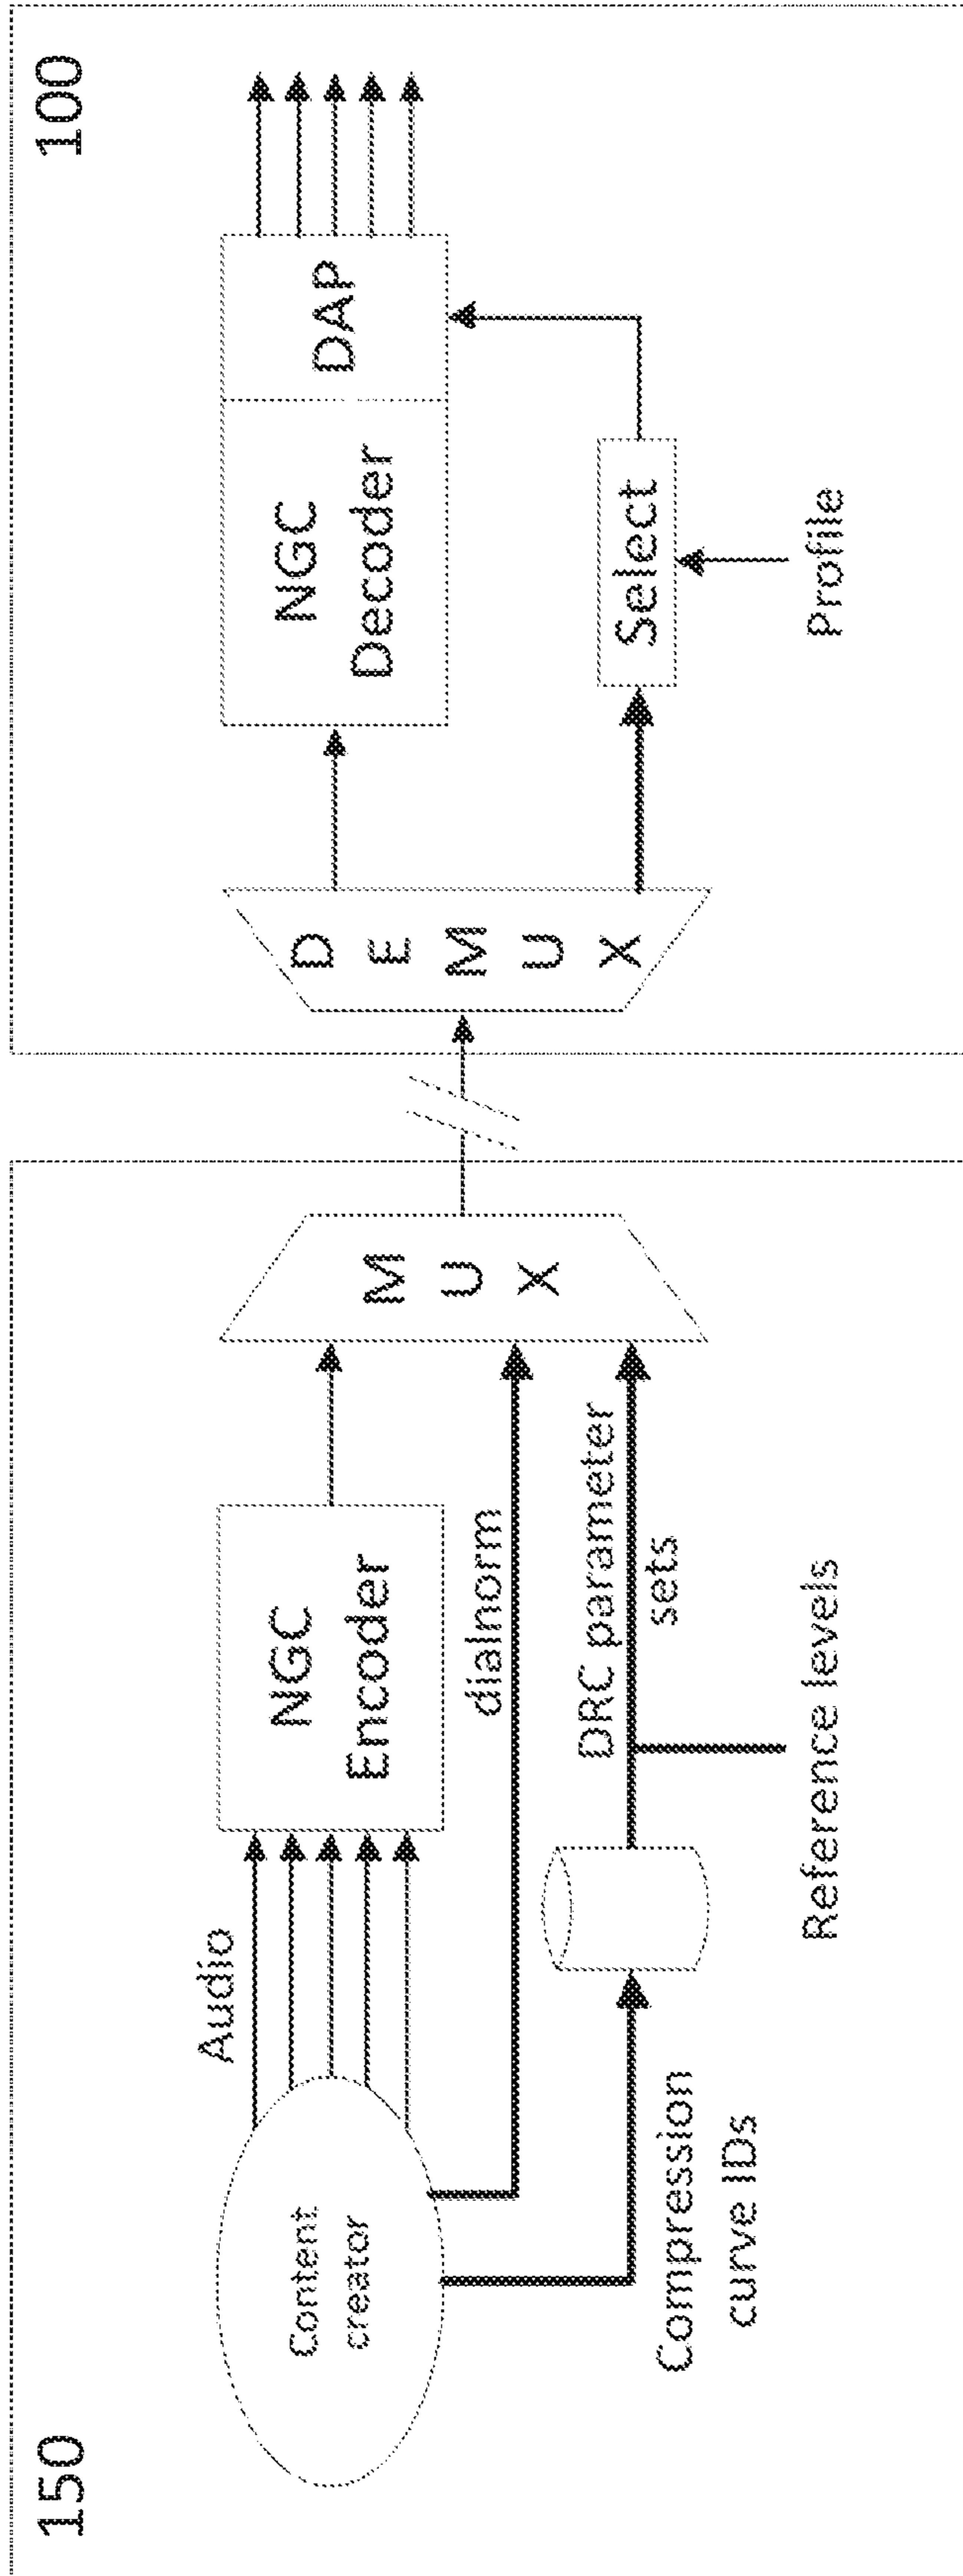 150
Content
creator
Audio
NGC
Encoder
dialnorm
Compression
curve IDs
DRC parameter
sets
Reference levels
M
U
X
100
D
E
M
U
X
NGC
Decoder
DAP
Select
Profile